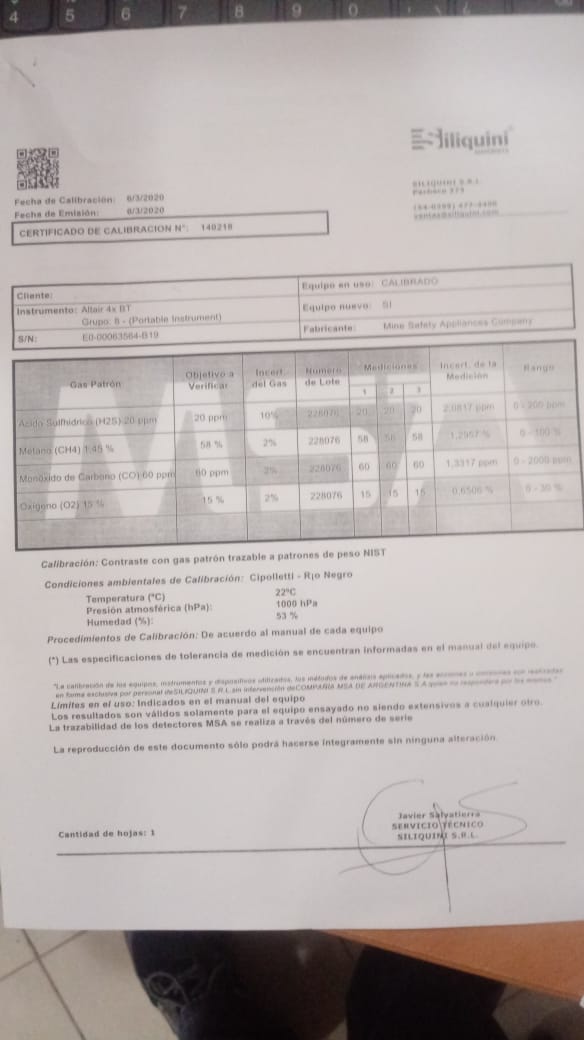 4 5 6 7 8 9 0
Siliquini
SILIQUINI S.R.L.
Pacheco 375
ventas@siliquini.com
Fecha de Calibración: 6/3/2020
Fecha de Emisión: 6/3/2020
CERTIFICADO DE CALIBRACION N°: 140218
Cliente:
Equipo en uso: CALIBRADO
Instrumento: Altair 4x BT
Equipo nuevo: SI
Grupo: 8 - (Portable Instrument)
S/N: E0-00063564-B19
Fabricante: Mine Safety Appliances Company
Gas Patrón Objetivo a Verificar Incert. del Gas Numero de Lote Mediciones 1 2 3 Incert. de la Medición Rango
Acido Sulfhídrico (H2S) 20 ppm 20 ppm 10% 228076 20 20 20 2,0817 ppm 0 - 200 ppm
Metano (CH4) 1,45 % 58 % 2% 228076 58 58 58 1,2957 % 0 - 100 %
Monóxido de Carbono (CO) 60 ppm 60 ppm 2% 228076 60 60 60 1,3317 ppm 0 - 2000 ppm
Oxígeno (O2) 15 % 15 % 2% 228076 15 15 15 0,6506 % 0 - 30 %
MSA
Calibración: Contraste con gas patrón trazable a patrones de peso NIST
Condiciones ambientales de Calibración: Cipolletti - Rio Negro
Temperatura (°C) 22°C
Presión atmosférica (hPa): 1000 hPa
Humedad (%): 53 %
Procedimientos de Calibración: De acuerdo al manual de cada equipo
(*) Las especificaciones de tolerancia de medición se encuentran informadas en el manual del equipo.
"La calibración de los equipos, instrumentos y dispositivos utilizados, los métodos de análisis aplicados, y las acciones u omisiones son realizadas
en forma exclusiva por personal de SILIQUINI S.R.L. sin intervención de COMPAÑIA MSA DE ARGENTINA S.A quien no responderá por los mismos."
Límites en el uso: Indicados en el manual del equipo
Los resultados son válidos solamente para el equipo ensayado no siendo extensivos a cualquier otro.
La trazabilidad de los detectores MSA se realiza a través del número de serie
La reproducción de este documento sólo podrá hacerse íntegramente sin ninguna alteración.
Javier Salvatierra
SERVICIO TÉCNICO
SILIQUINI S.R.L.
Cantidad de hojas: 1